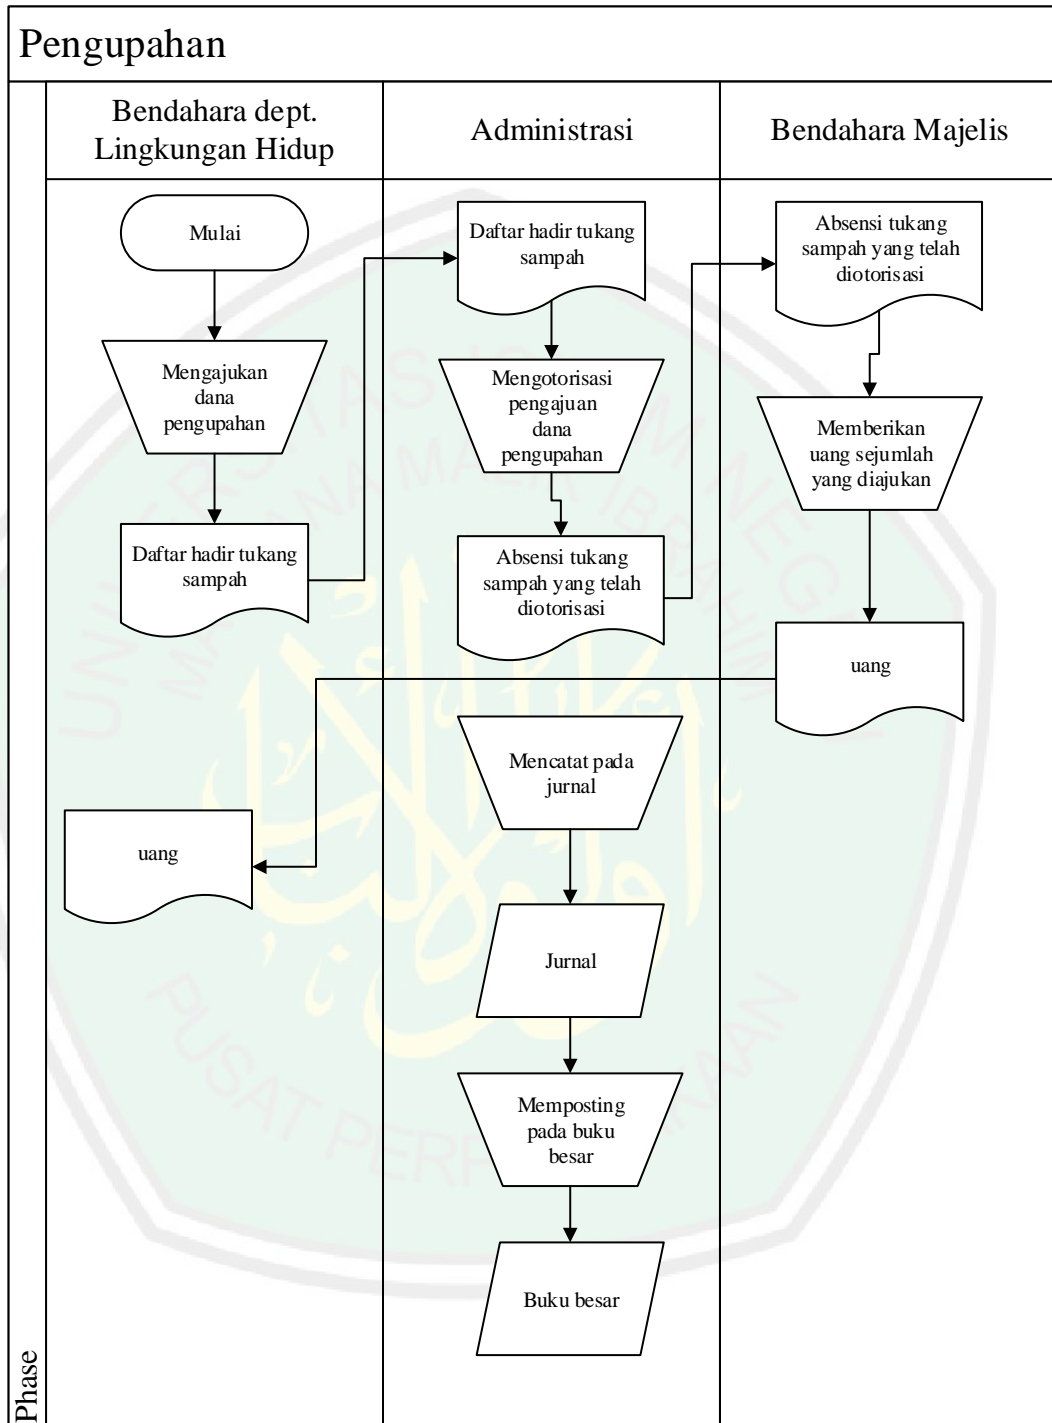 Pengupahan
Bendahara dept.
Lingkungan Hidup
Administrasi
Bendahara Majelis
Mulai
Mengajukan
dana
pengupahan
Daftar hadir tukang
sampah
uang
Daftar hadir tukang
sampah
Mengotorisasi
pengajuan
dana
pengupahan
Absensi tukang
sampah yang telah
diotorisasi
Mencatat pada
jurnal
Jurnal
Memposting
pada buku
besar
Buku besar
Absensi tukang
sampah yang telah
diotorisasi
Memberikan
uang sejumlah
yang diajukan
uang
Phase